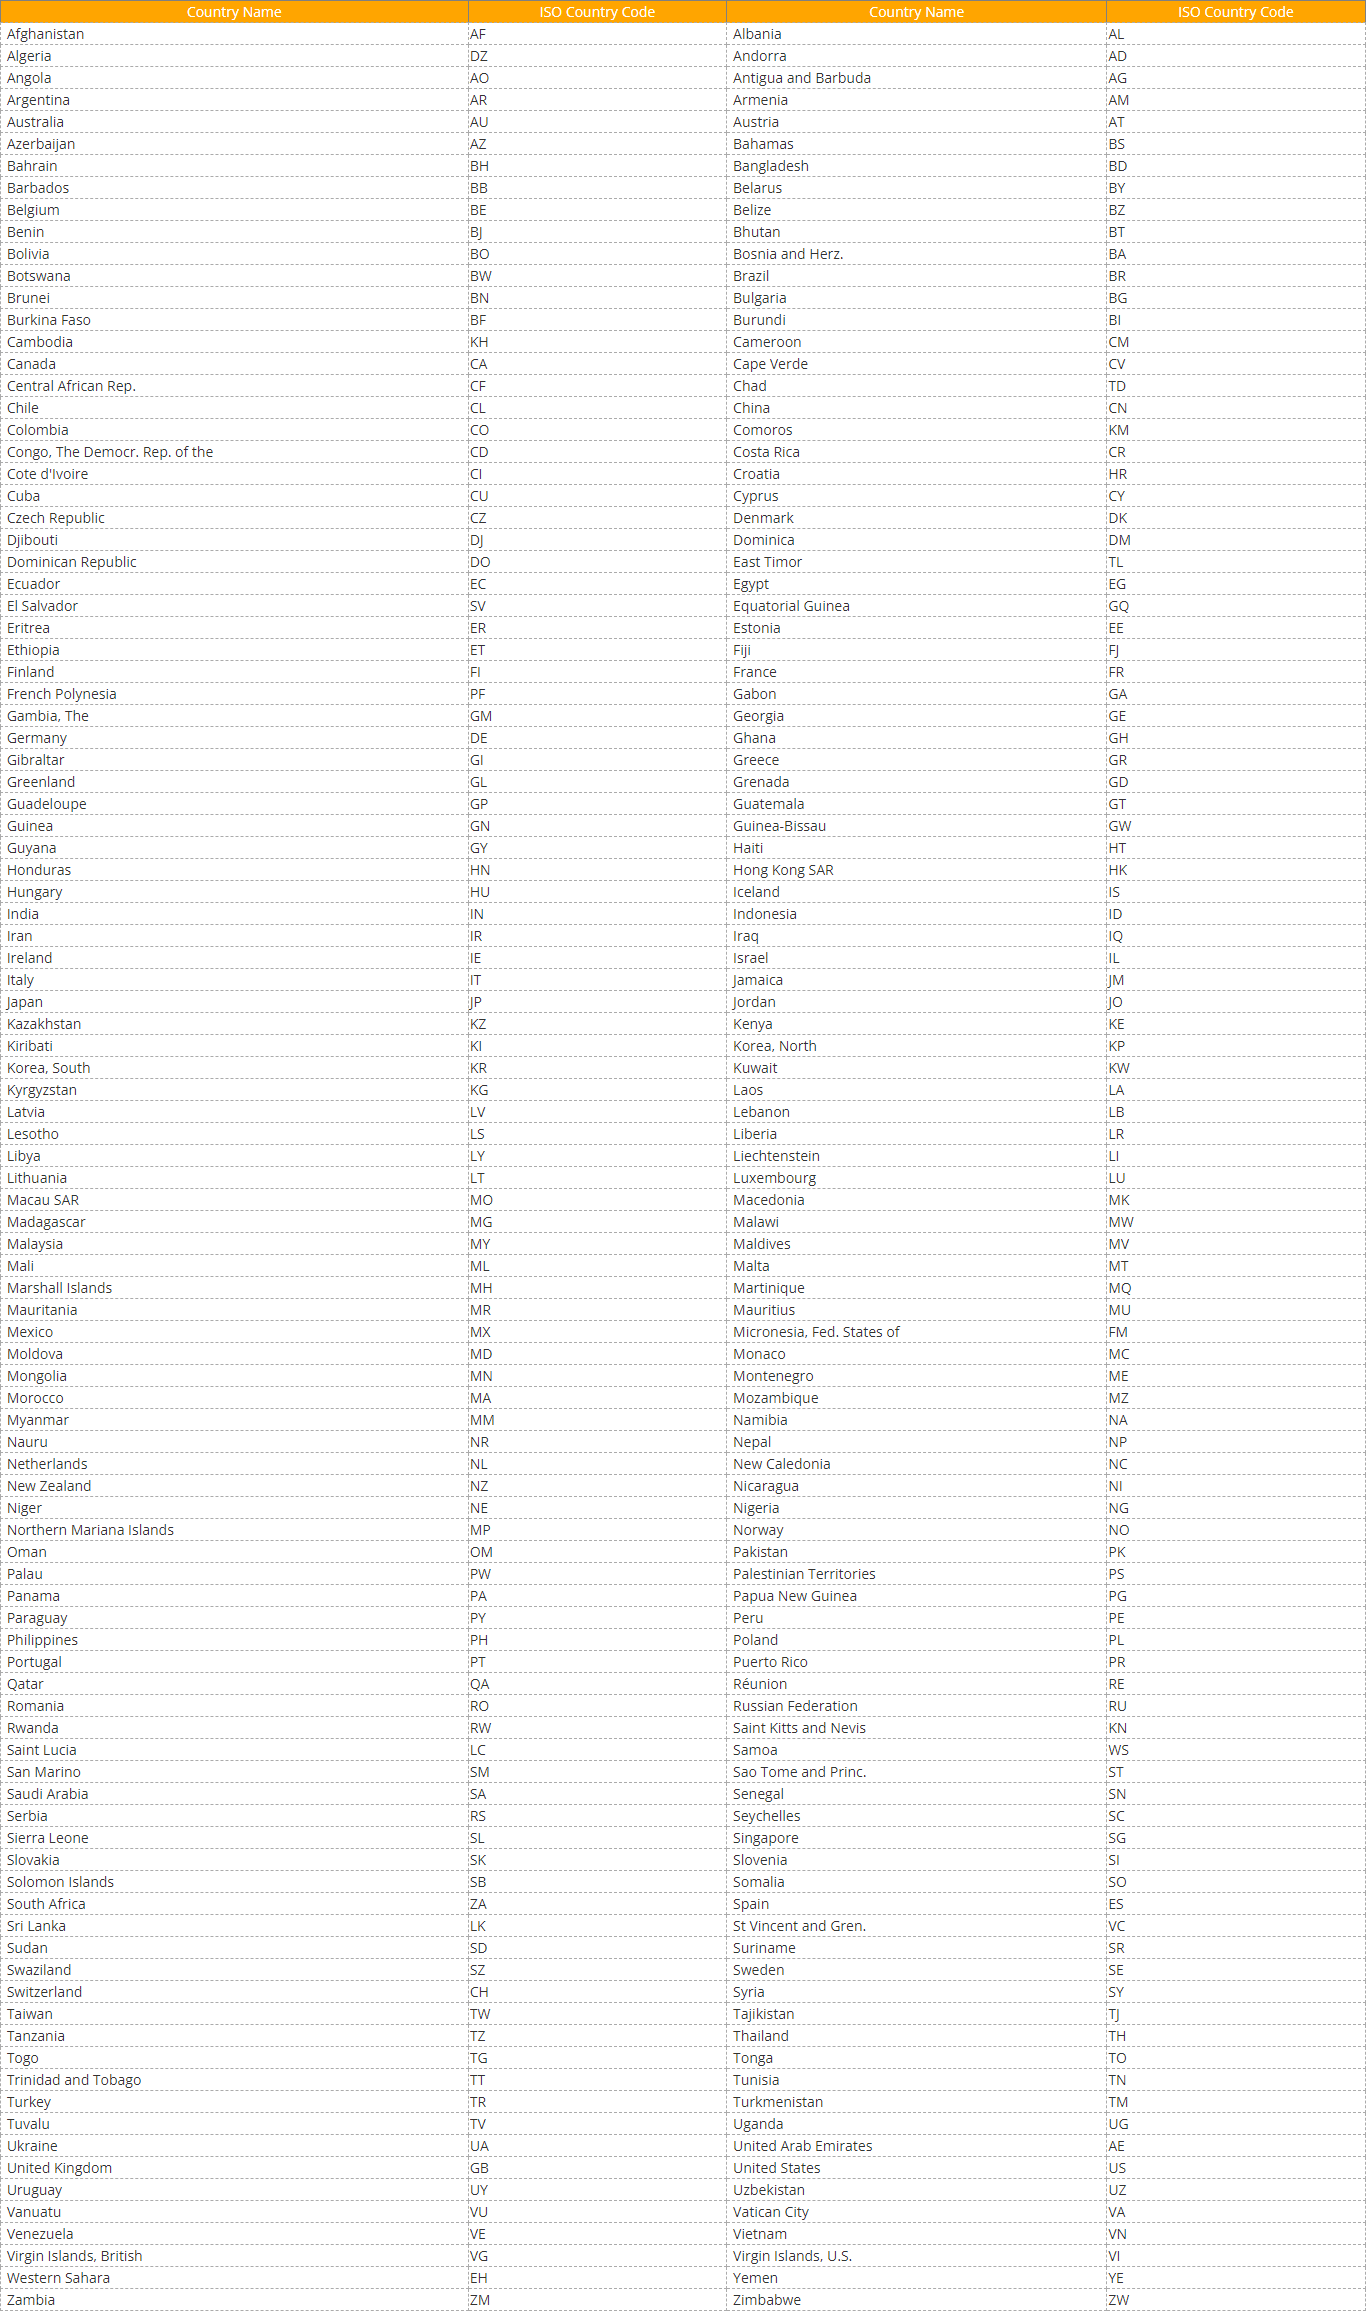 Country Name ISO Country Code Country Name ISO Country Code
Afghanistan AF Albania AL
Algeria DZ Andorra AD
Angola AO Antigua and Barbuda AG
Argentina AR Armenia AM
Australia AU Austria AT
Azerbaijan AZ Bahamas BS
Bahrain BH Bangladesh BD
Barbados BB Belarus BY
Belgium BE Belize BZ
Benin BJ Bhutan BT
Bolivia BO Bosnia and Herz. BA
Botswana BW Brazil BR
Brunei BN Bulgaria BG
Burkina Faso BF Burundi BI
Cambodia KH Cameroon CM
Canada CA Cape Verde CV
Central African Rep. CF Chad TD
Chile CL China CN
Colombia CO Comoros KM
Congo, The Democr. Rep. of the CD Costa Rica CR
Cote d'Ivoire CI Croatia HR
Cuba CU Cyprus CY
Czech Republic CZ Denmark DK
Djibouti DJ Dominica DM
Dominican Republic DO East Timor TL
Ecuador EC Egypt EG
El Salvador SV Equatorial Guinea GQ
Eritrea ER Estonia EE
Ethiopia ET Fiji FJ
Finland FI France FR
French Polynesia PF Gabon GA
Gambia, The GM Georgia GE
Germany DE Ghana GH
Gibraltar GI Greece GR
Greenland GL Grenada GD
Guadeloupe GP Guatemala GT
Guinea GN Guinea-Bissau GW
Guyana GY Haiti HT
Honduras HN Hong Kong SAR HK
Hungary HU Iceland IS
India IN Indonesia ID
Iran IR Iraq IQ
Ireland IE Israel IL
Italy IT Jamaica JM
Japan JP Jordan JO
Kazakhstan KZ Kenya KE
Kiribati KI Korea, North KP
Korea, South KR Kuwait KW
Kyrgyzstan KG Laos LA
Latvia LV Lebanon LB
Lesotho LS Liberia LR
Libya LY Liechtenstein LI
Lithuania LT Luxembourg LU
Macau SAR MO Macedonia MK
Madagascar MG Malawi MW
Malaysia MY Maldives MV
Mali ML Malta MT
Marshall Islands MH Martinique MQ
Mauritania MR Mauritius MU
Mexico MX Micronesia, Fed. States of FM
Moldova MD Monaco MC
Mongolia MN Montenegro ME
Morocco MA Mozambique MZ
Myanmar MM Namibia NA
Nauru NR Nepal NP
Netherlands NL New Caledonia NC
New Zealand NZ Nicaragua NI
Niger NE Nigeria NG
Northern Mariana Islands MP Norway NO
Oman OM Pakistan PK
Palau PW Palestinian Territories PS
Panama PA Papua New Guinea PG
Paraguay PY Peru PE
Philippines PH Poland PL
Portugal PT Puerto Rico PR
Qatar QA Réunion RE
Romania RO Russian Federation RU
Rwanda RW Saint Kitts and Nevis KN
Saint Lucia LC Samoa WS
San Marino SM Sao Tome and Princ. ST
Saudi Arabia SA Senegal SN
Serbia RS Seychelles SC
Sierra Leone SL Singapore SG
Slovakia SK Slovenia SI
Solomon Islands SB Somalia SO
South Africa ZA Spain ES
Sri Lanka LK St Vincent and Gren. VC
Sudan SD Suriname SR
Swaziland SZ Sweden SE
Switzerland CH Syria SY
Taiwan TW Tajikistan TJ
Tanzania TZ Thailand TH
Togo TG Tonga TO
Trinidad and Tobago TT Tunisia TN
Turkey TR Turkmenistan TM
Tuvalu TV Uganda UG
Ukraine UA United Arab Emirates AE
United Kingdom GB United States US
Uruguay UY Uzbekistan UZ
Vanuatu VU Vatican City VA
Venezuela VE Vietnam VN
Virgin Islands, British VG Virgin Islands, U.S. VI
Western Sahara EH Yemen YE
Zambia ZM Zimbabwe ZW